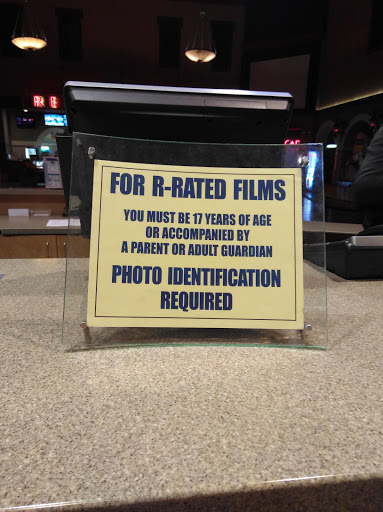 FOR R-RATED FILMS
YOU MUST BE 17 YEARS OF AGE
OR ACCOMPANIED BY
A PARENT OR ADULT GUARDIAN
PHOTO IDENTIFICATION
REQUIRED